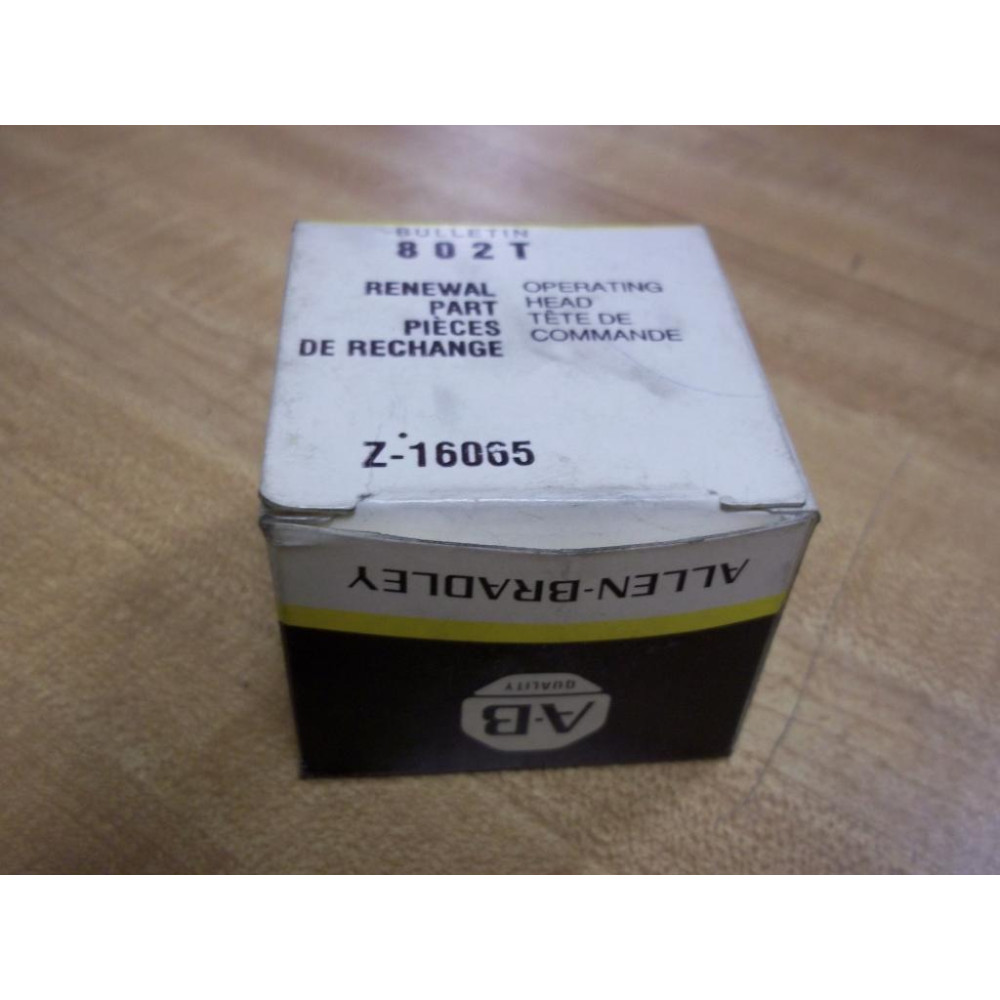 BULLETIN
802T
RENEWAL PART
PIÈCES DE RECHANGE
OPERATING HEAD
TÊTE DE COMMANDE
Z-16065
ALLEN-BRADLEY
A-B
QUALITY